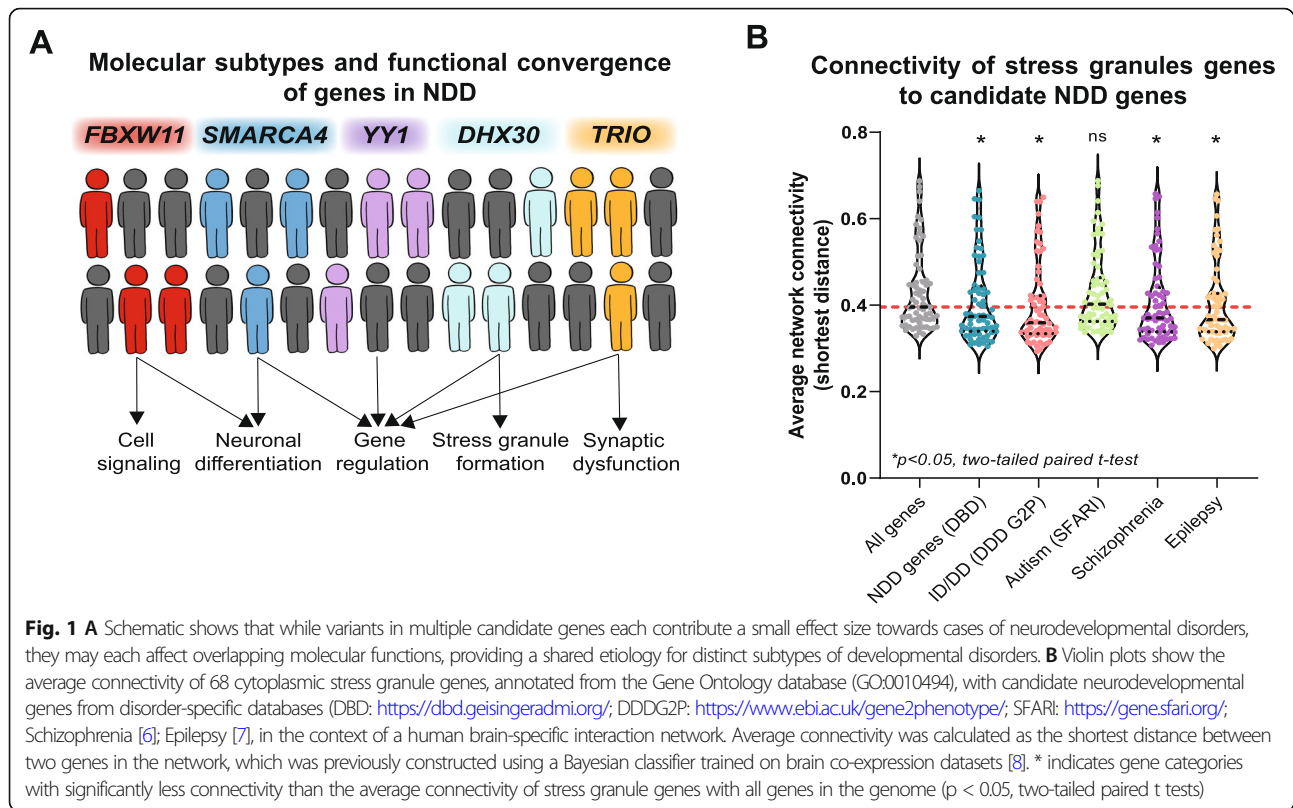 A
Molecular subtypes and functional convergence
of genes in NDD
FBXW11 SMARCA4 YY1 DHX30 TRIO
Cell
signaling
Neuronal
differentiation
Gene
regulation
Stress granule
formation
Synaptic
dysfunction
B
Connectivity of stress granules genes
to candidate NDD genes
Average network connectivity
(shortest distance)
0.8
0.6
0.4
0.2
0.0
* * ns * *
*p<0.05, two-tailed paired t-test
All genes
NDD genes (DBD)
ID/DD (DDD G2P)
Autism (SFARI)
Schizophrenia
Epilepsy
Fig. 1 A Schematic shows that while variants in multiple candidate genes each contribute a small effect size towards cases of neurodevelopmental disorders,
they may each affect overlapping molecular functions, providing a shared etiology for distinct subtypes of developmental disorders. B Violin plots show the
average connectivity of 68 cytoplasmic stress granule genes, annotated from the Gene Ontology database (GO:0010494), with candidate neurodevelopmental
genes from disorder-specific databases (DBD: https://dbd.geisingeradmi.org/; DDDG2P: https://www.ebi.ac.uk/gene2phenotype/; SFARI: https://gene.sfari.org/;
Schizophrenia [6]; Epilepsy [7], in the context of a human brain-specific interaction network. Average connectivity was calculated as the shortest distance between
two genes in the network, which was previously constructed using a Bayesian classifier trained on brain co-expression datasets [8]. * indicates gene categories
with significantly less connectivity than the average connectivity of stress granule genes with all genes in the genome (p < 0.05, two-tailed paired t tests)